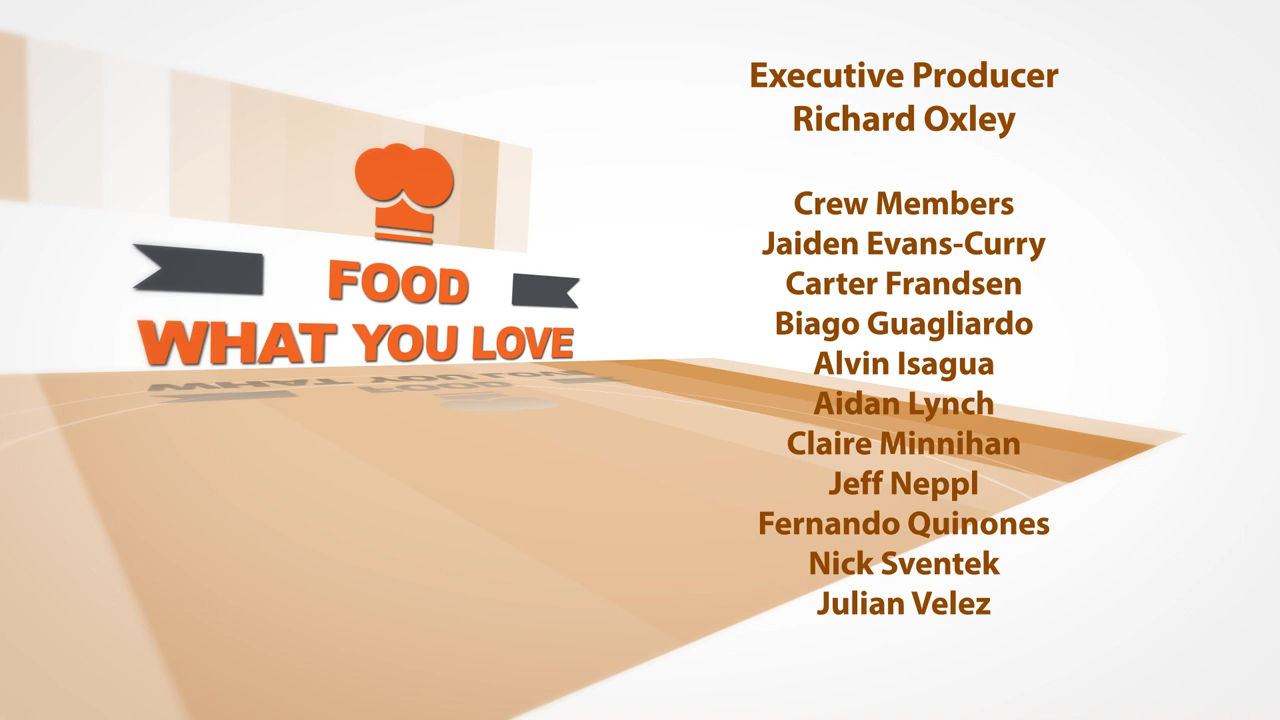 FOOD
WHAT YOU LOVE
Executive Producer
Richard Oxley
Crew Members
Jaiden Evans-Curry
Carter Frandsen
Biago Guagliardo
Alvin Isagua
Aidan Lynch
Claire Minnihan
Jeff Neppl
Fernando Quinones
Nick Sventek
Julian Velez